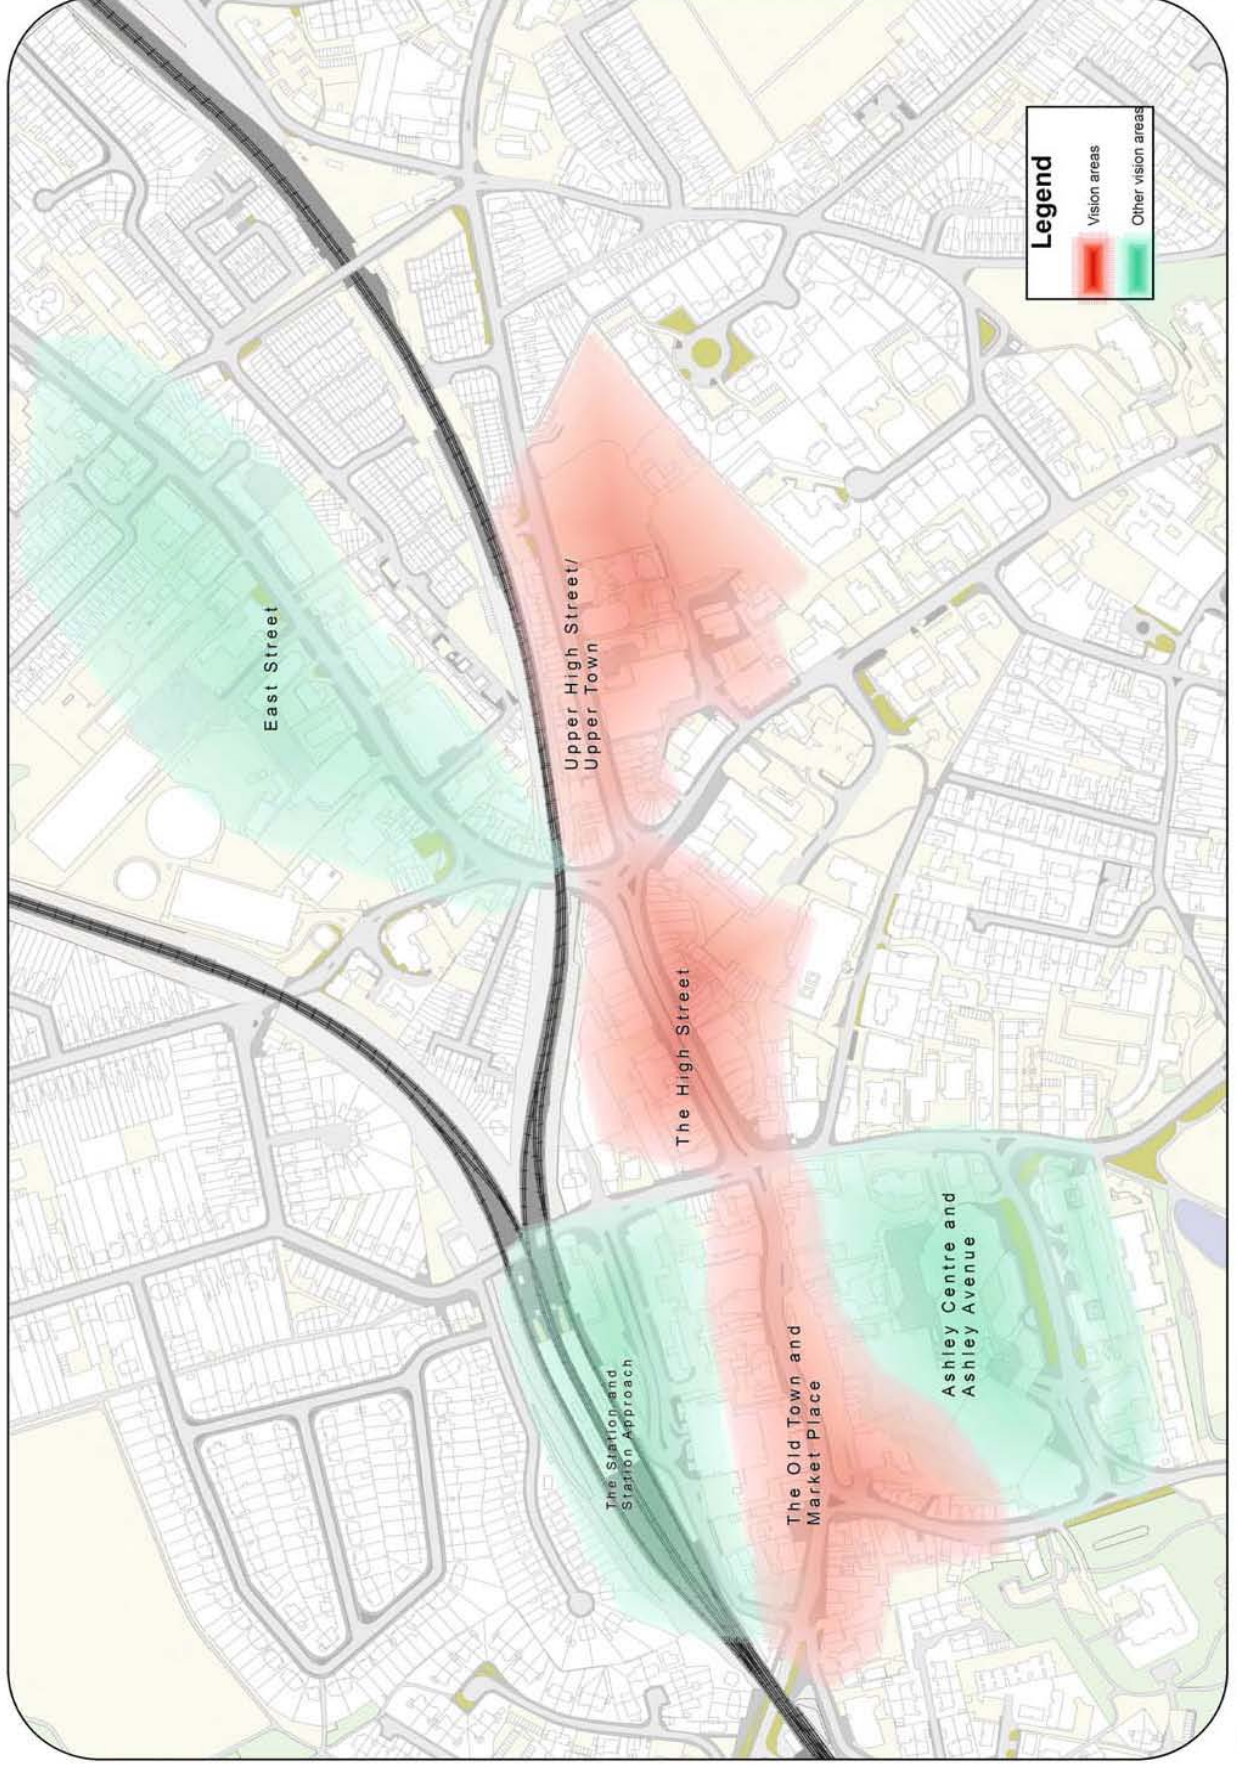 East Street
Upper High Street/
Upper Town
The High Street
The Station and
Station Approach
The Old Town and
Market Place
Ashley Centre and
Ashley Avenue
Legend
Vision areas
Other vision areas